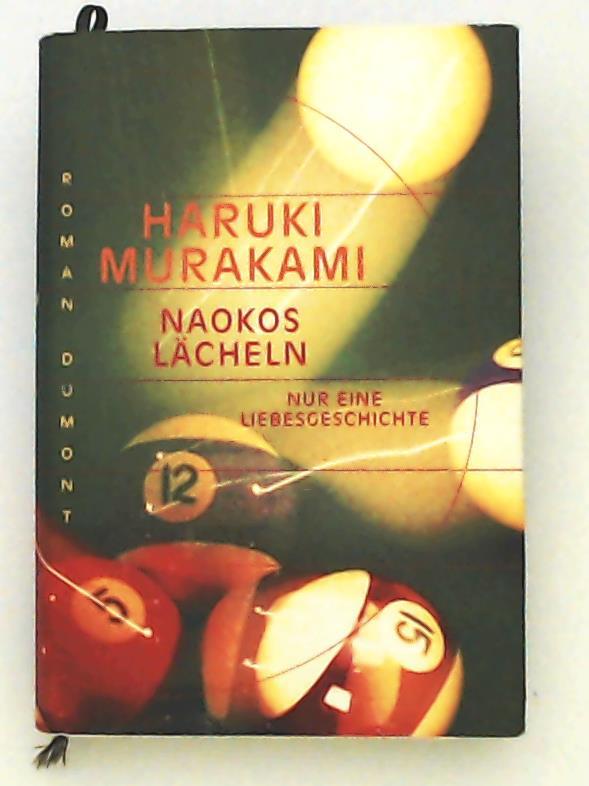 ROMAN DUMONT
HARUKI
MURAKAMI
NAOKOS
LÄCHELN
NUR EINE
LIEBESGESCHICHTE
12
15